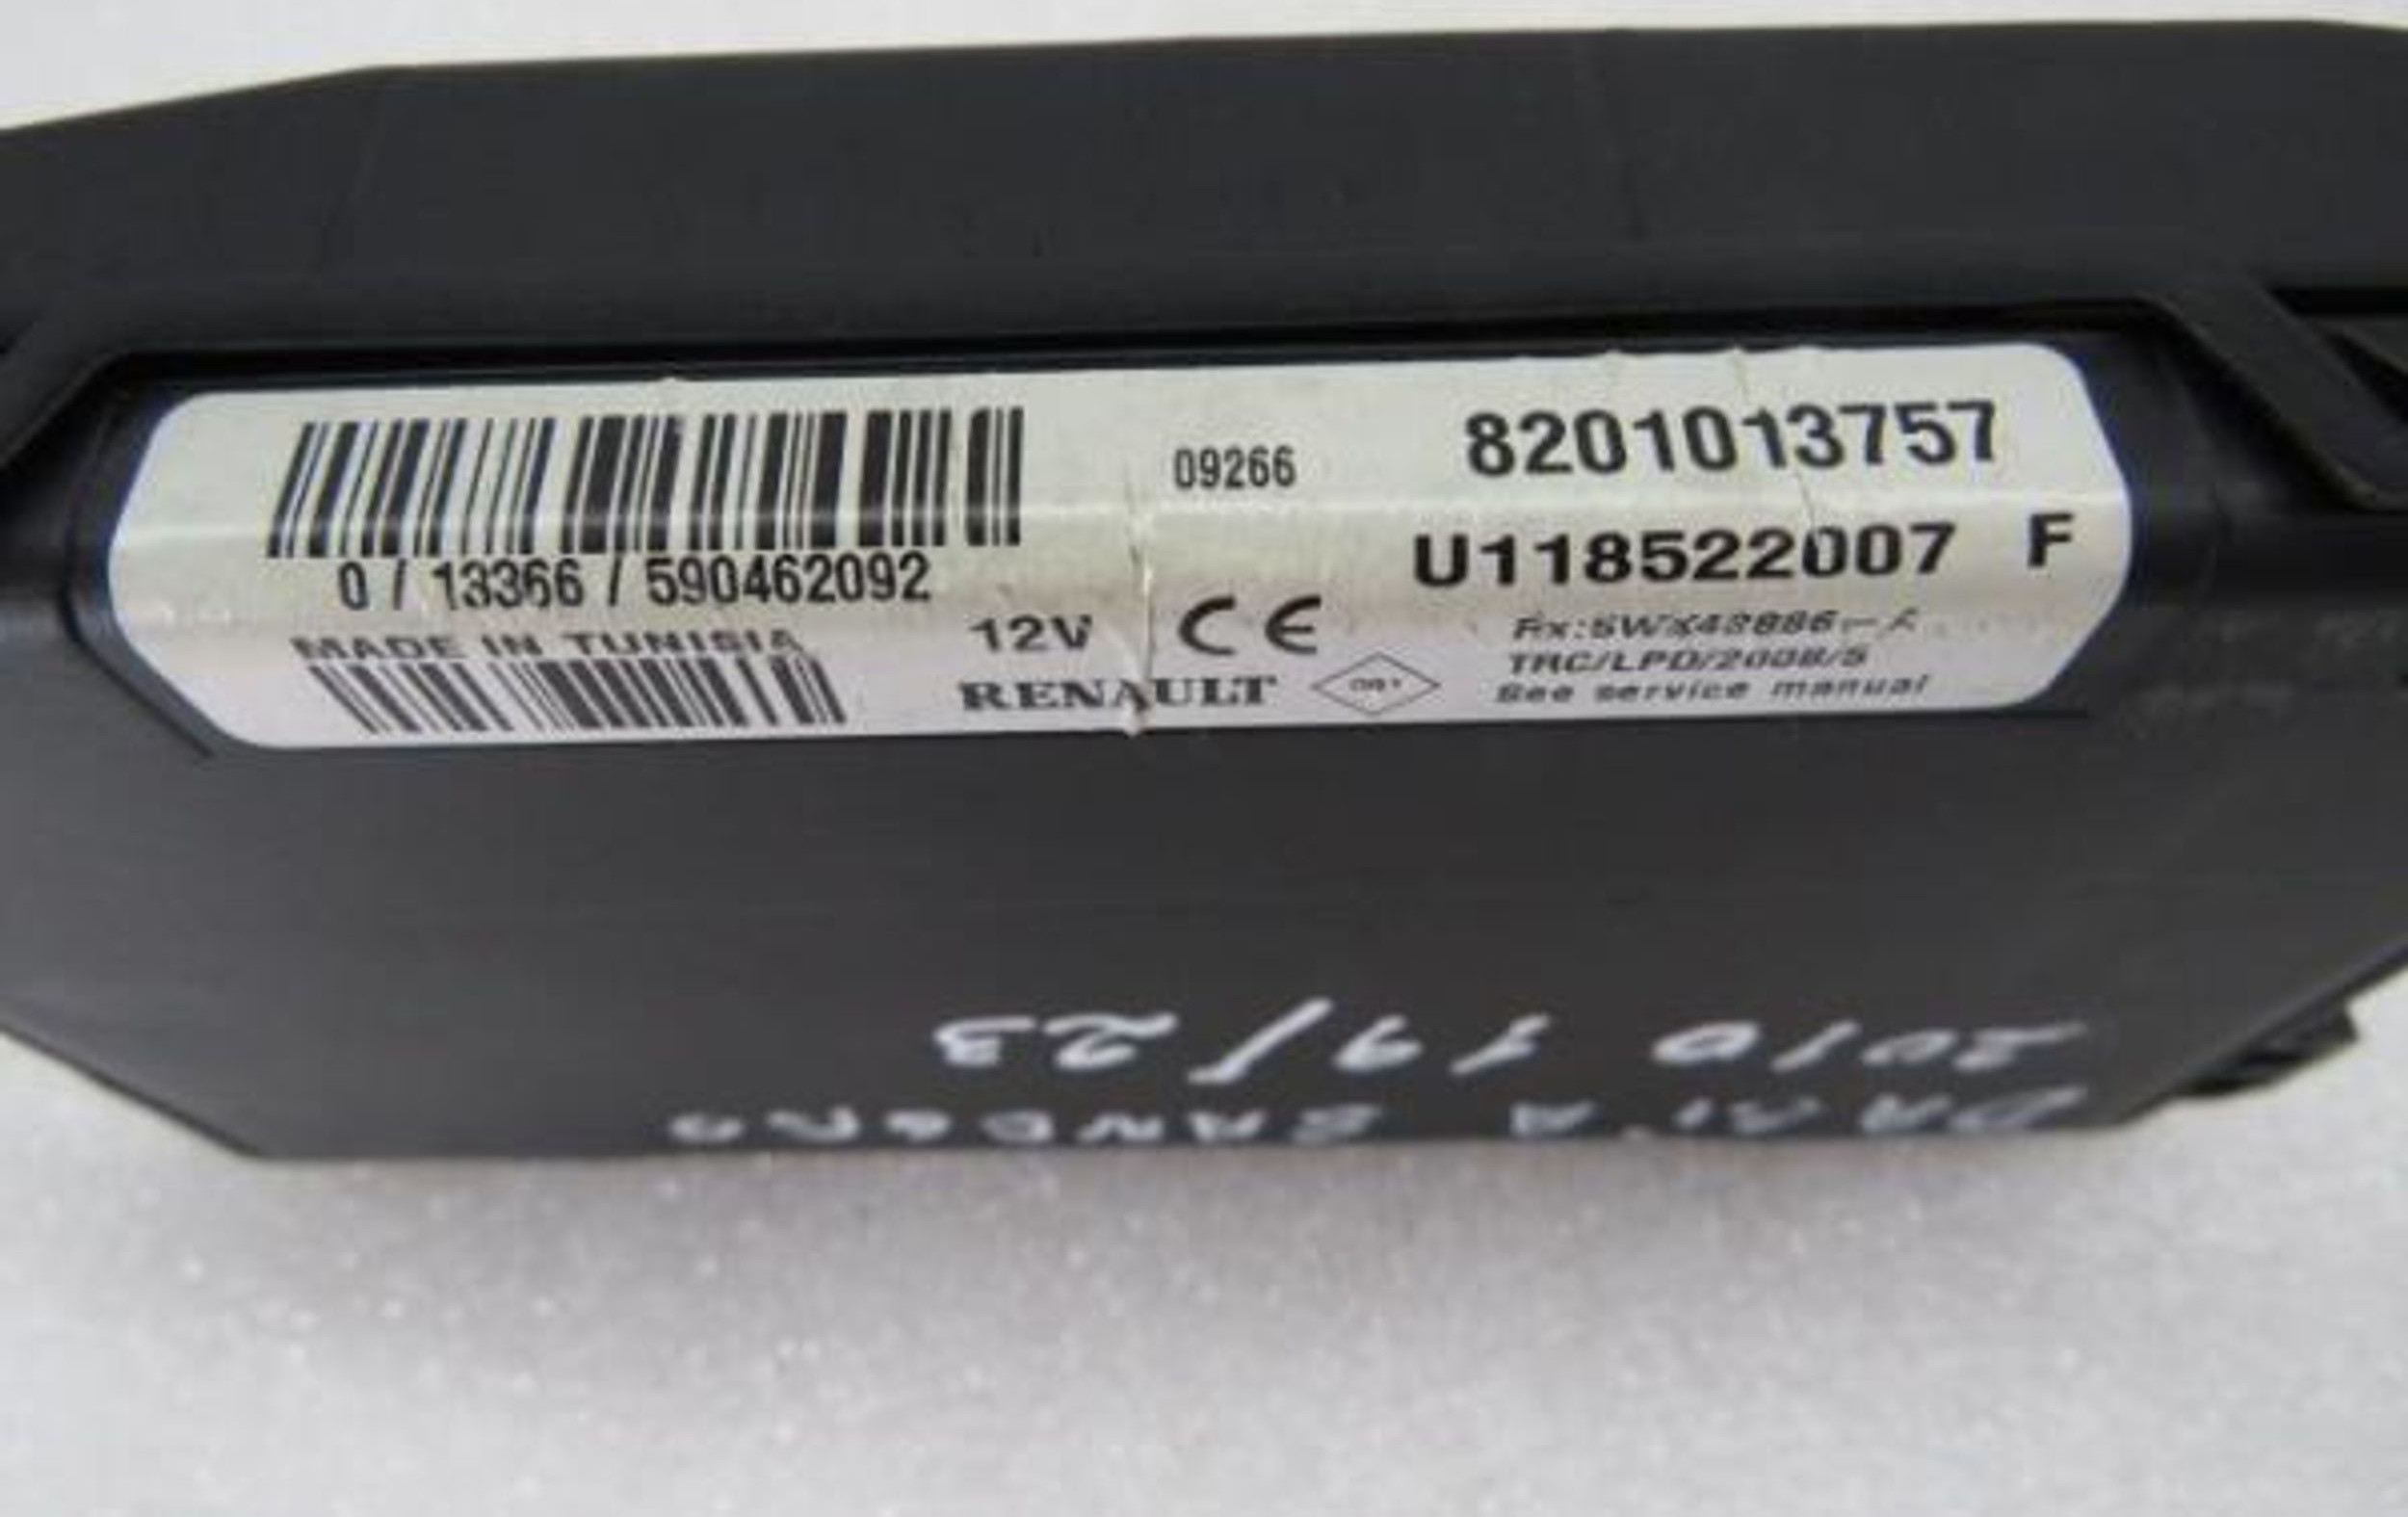 09266 8201013757
0 / 13366 / 590462092
U118522007 F
MADE IN TUNISIA
12V CE
RENAULT
TRC/LPD/2008/5
See service manual
DACIA SANDERO
2010 19/23